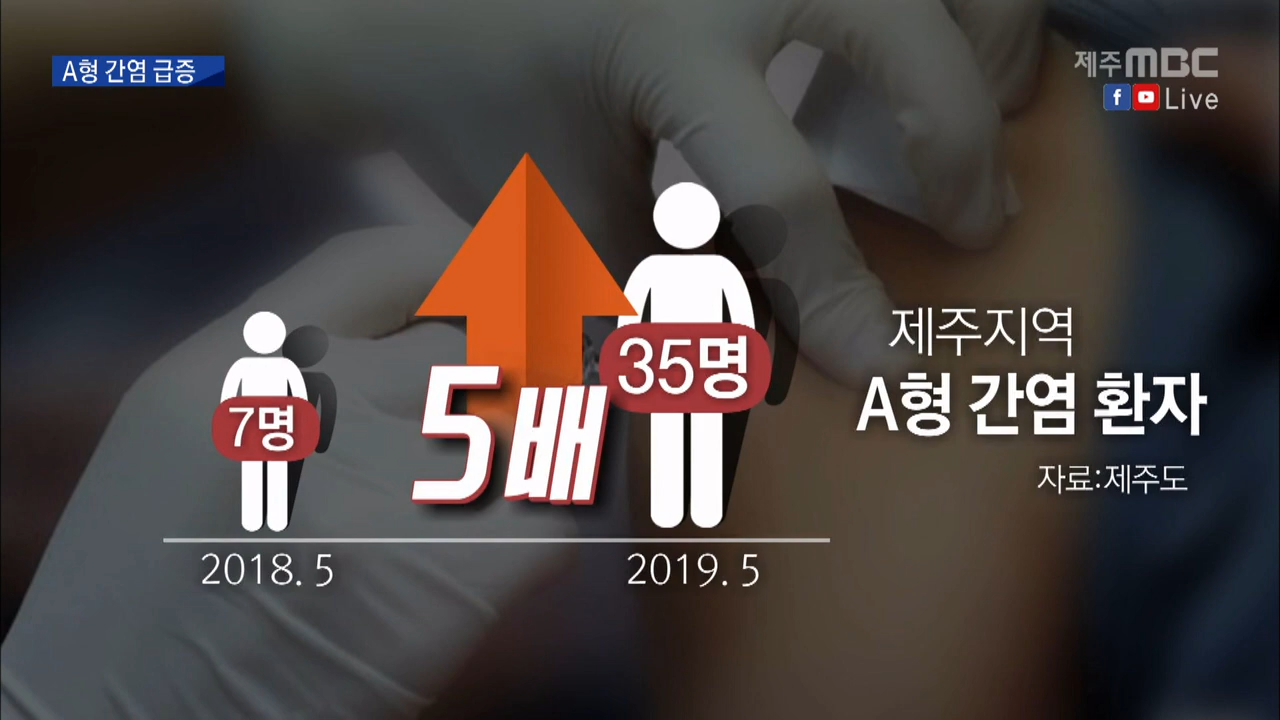 A형 간염 급증
제주MBC
Live
7명
5배
35명
2018. 5
2019. 5
제주지역
A형 간염 환자
자료:제주도